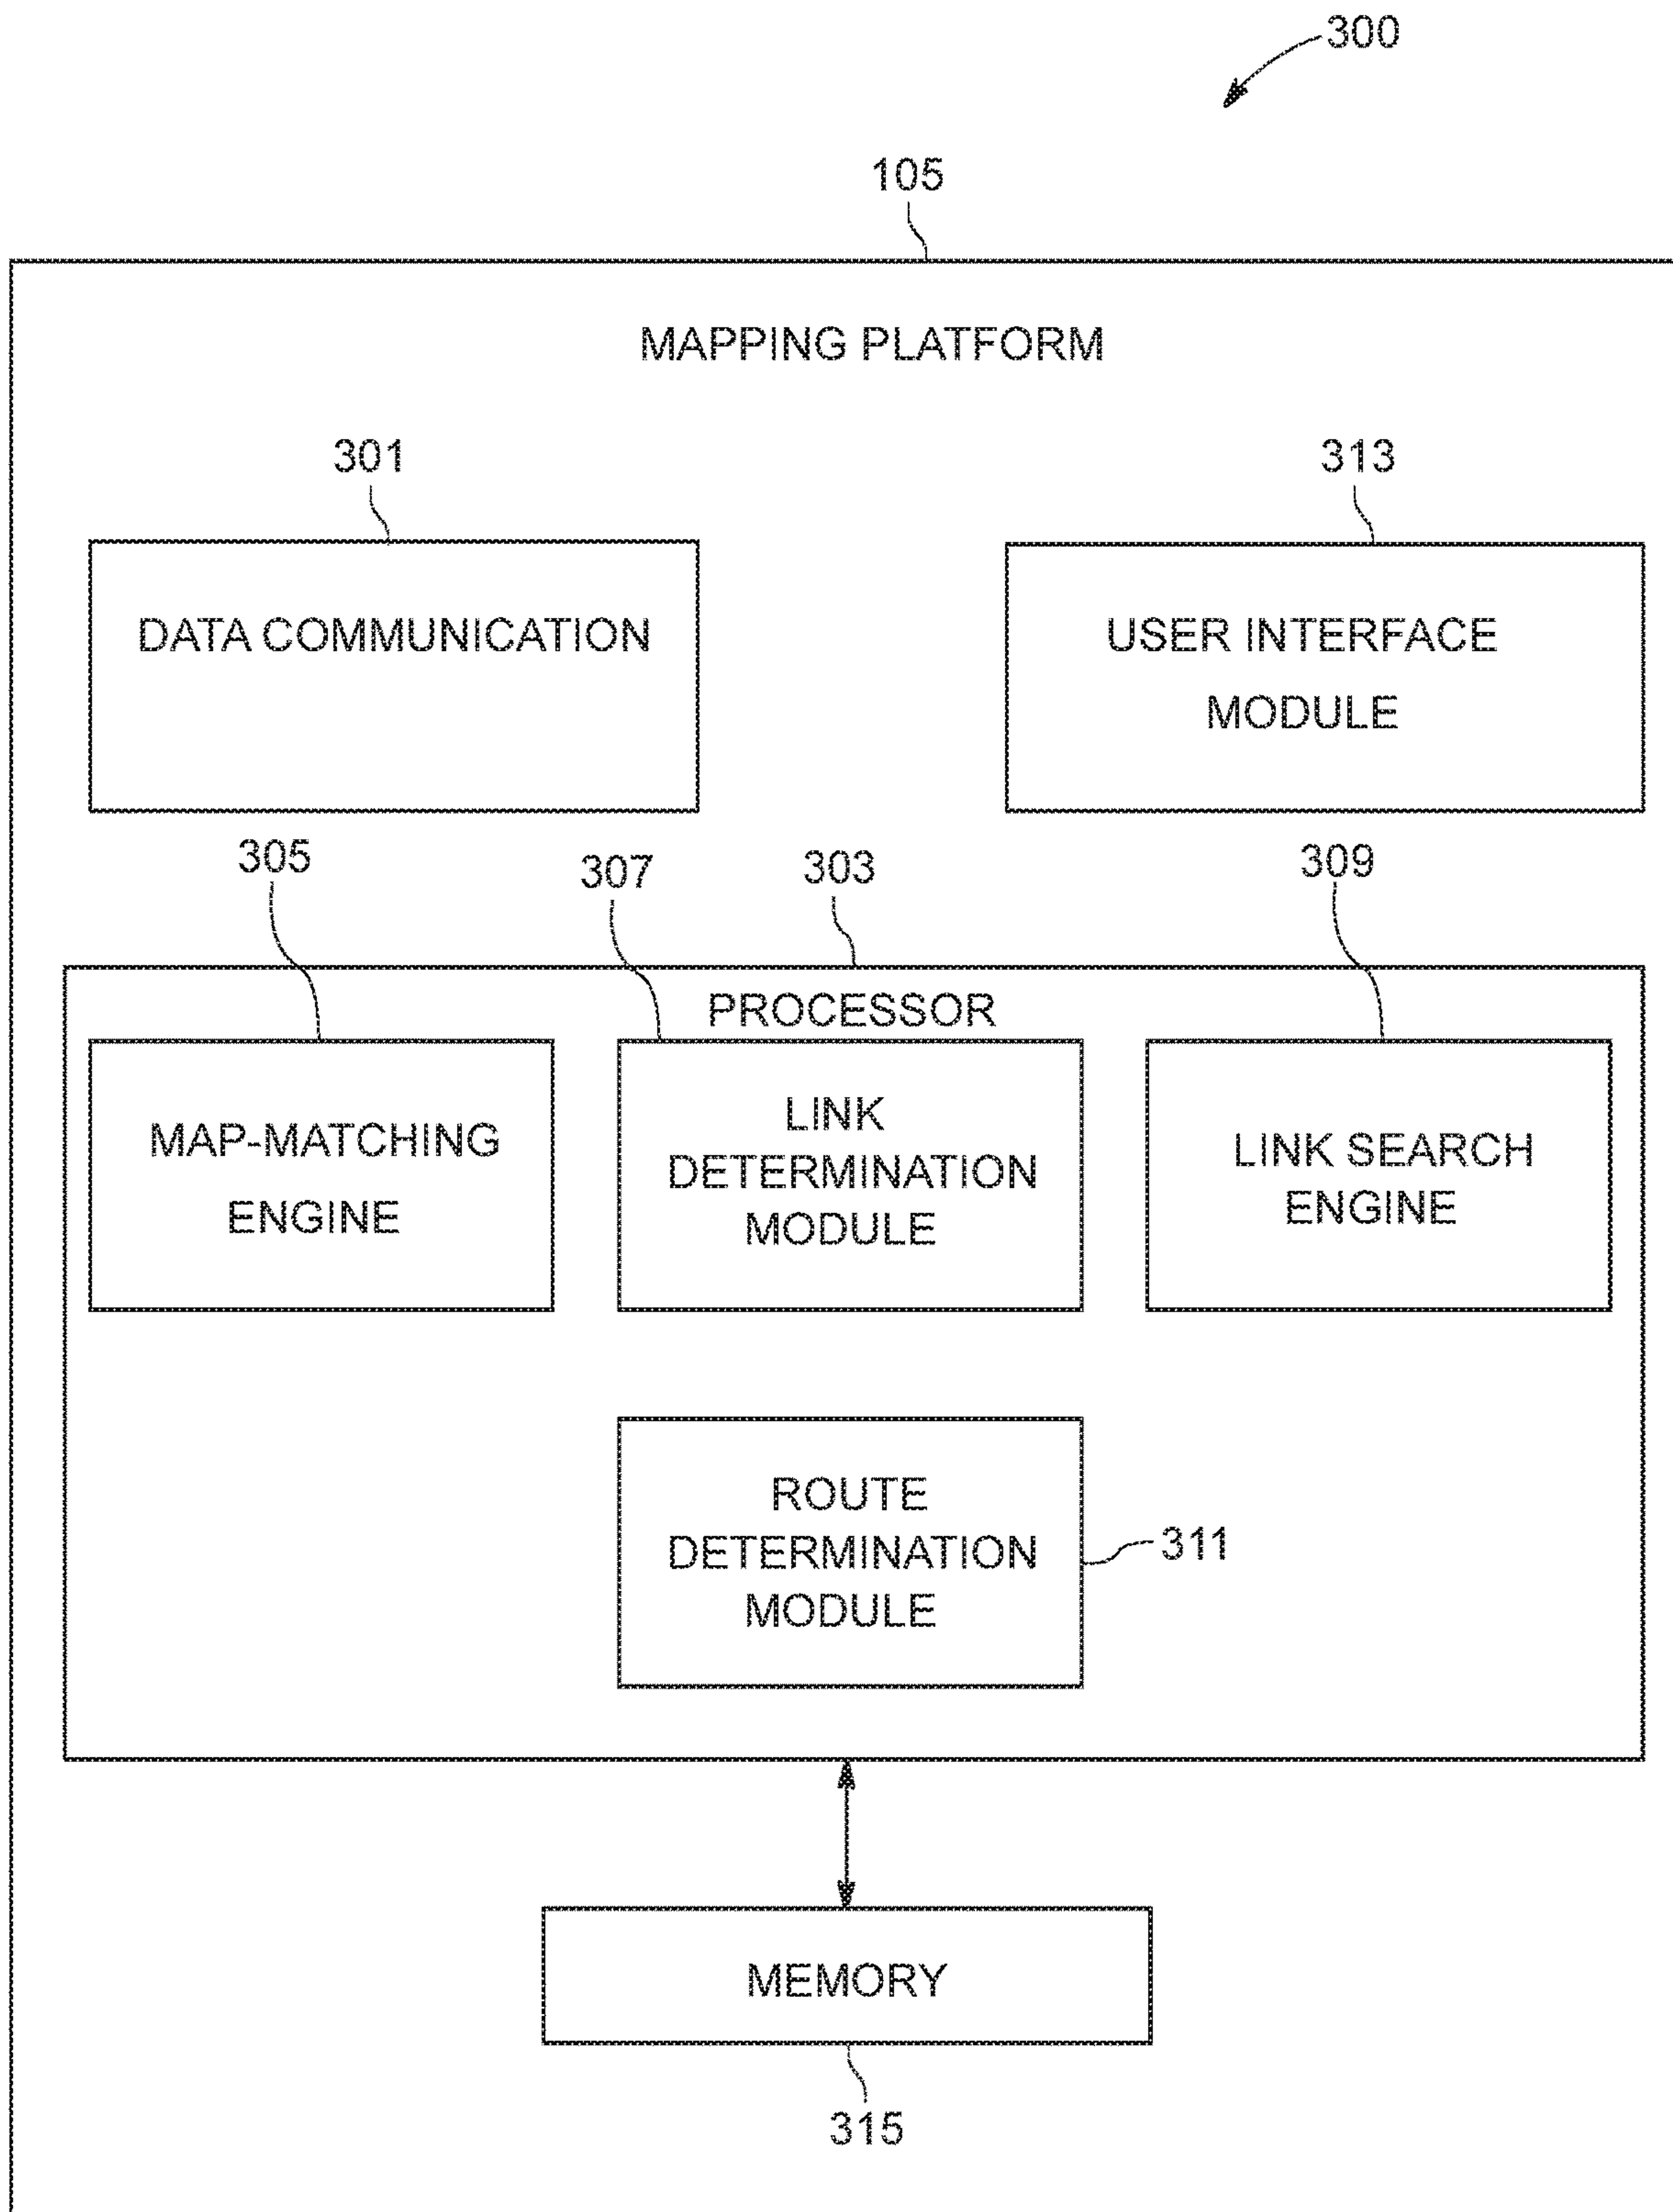 300
105
MAPPING PLATFORM
301
313
DATA COMMUNICATION
USER INTERFACE
MODULE
305
307
303
309
PROCESSOR
MAP-MATCHING
ENGINE
LINK
DETERMINATION
MODULE
LINK SEARCH
ENGINE
ROUTE
DETERMINATION
MODULE
311
MEMORY
315